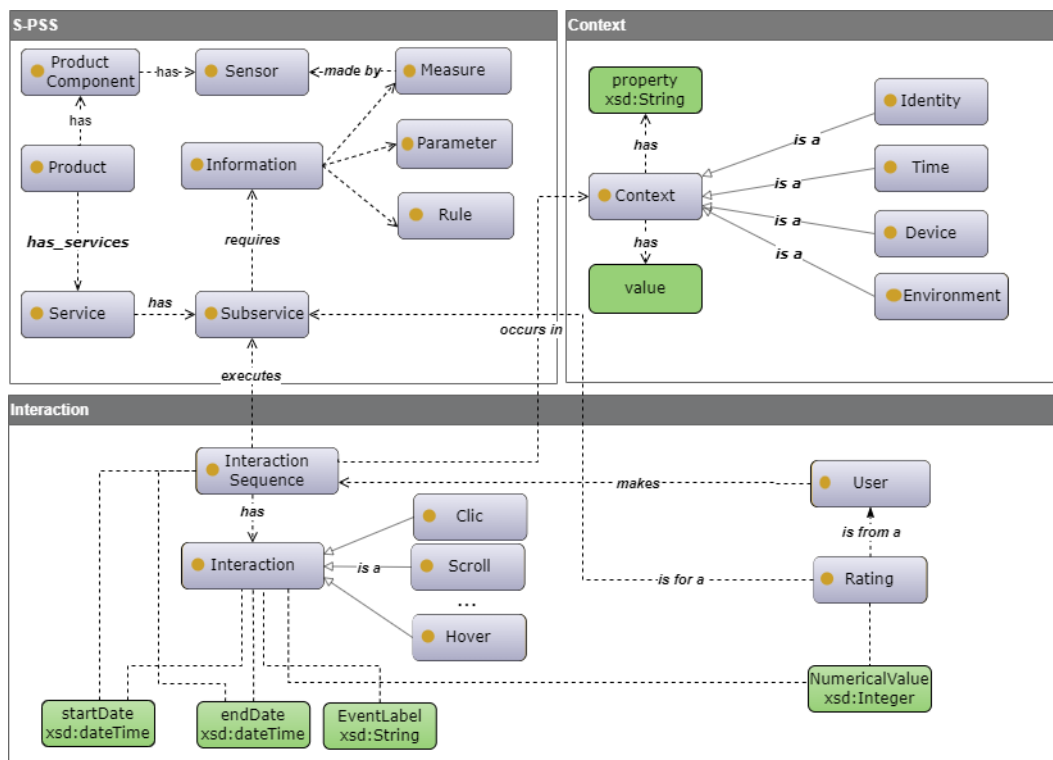 S-PSS
Product
Component
has
Sensor
made by
Measure
has
Product
Information
Parameter
Rule
has_services
requires
Service
has
Subservice
executes
Context
property
xsd:String
has
Context
has
value
is a
is a
is a
is a
Identity
Time
Device
Environment
occurs in
Interaction
Interaction
Sequence
has
Interaction
is a
Clic
Scroll
...
Hover
makes
User
is from a
is for a
Rating
startDate
xsd:dateTime
endDate
xsd:dateTime
EventLabel
xsd:String
NumericalValue
xsd:Integer